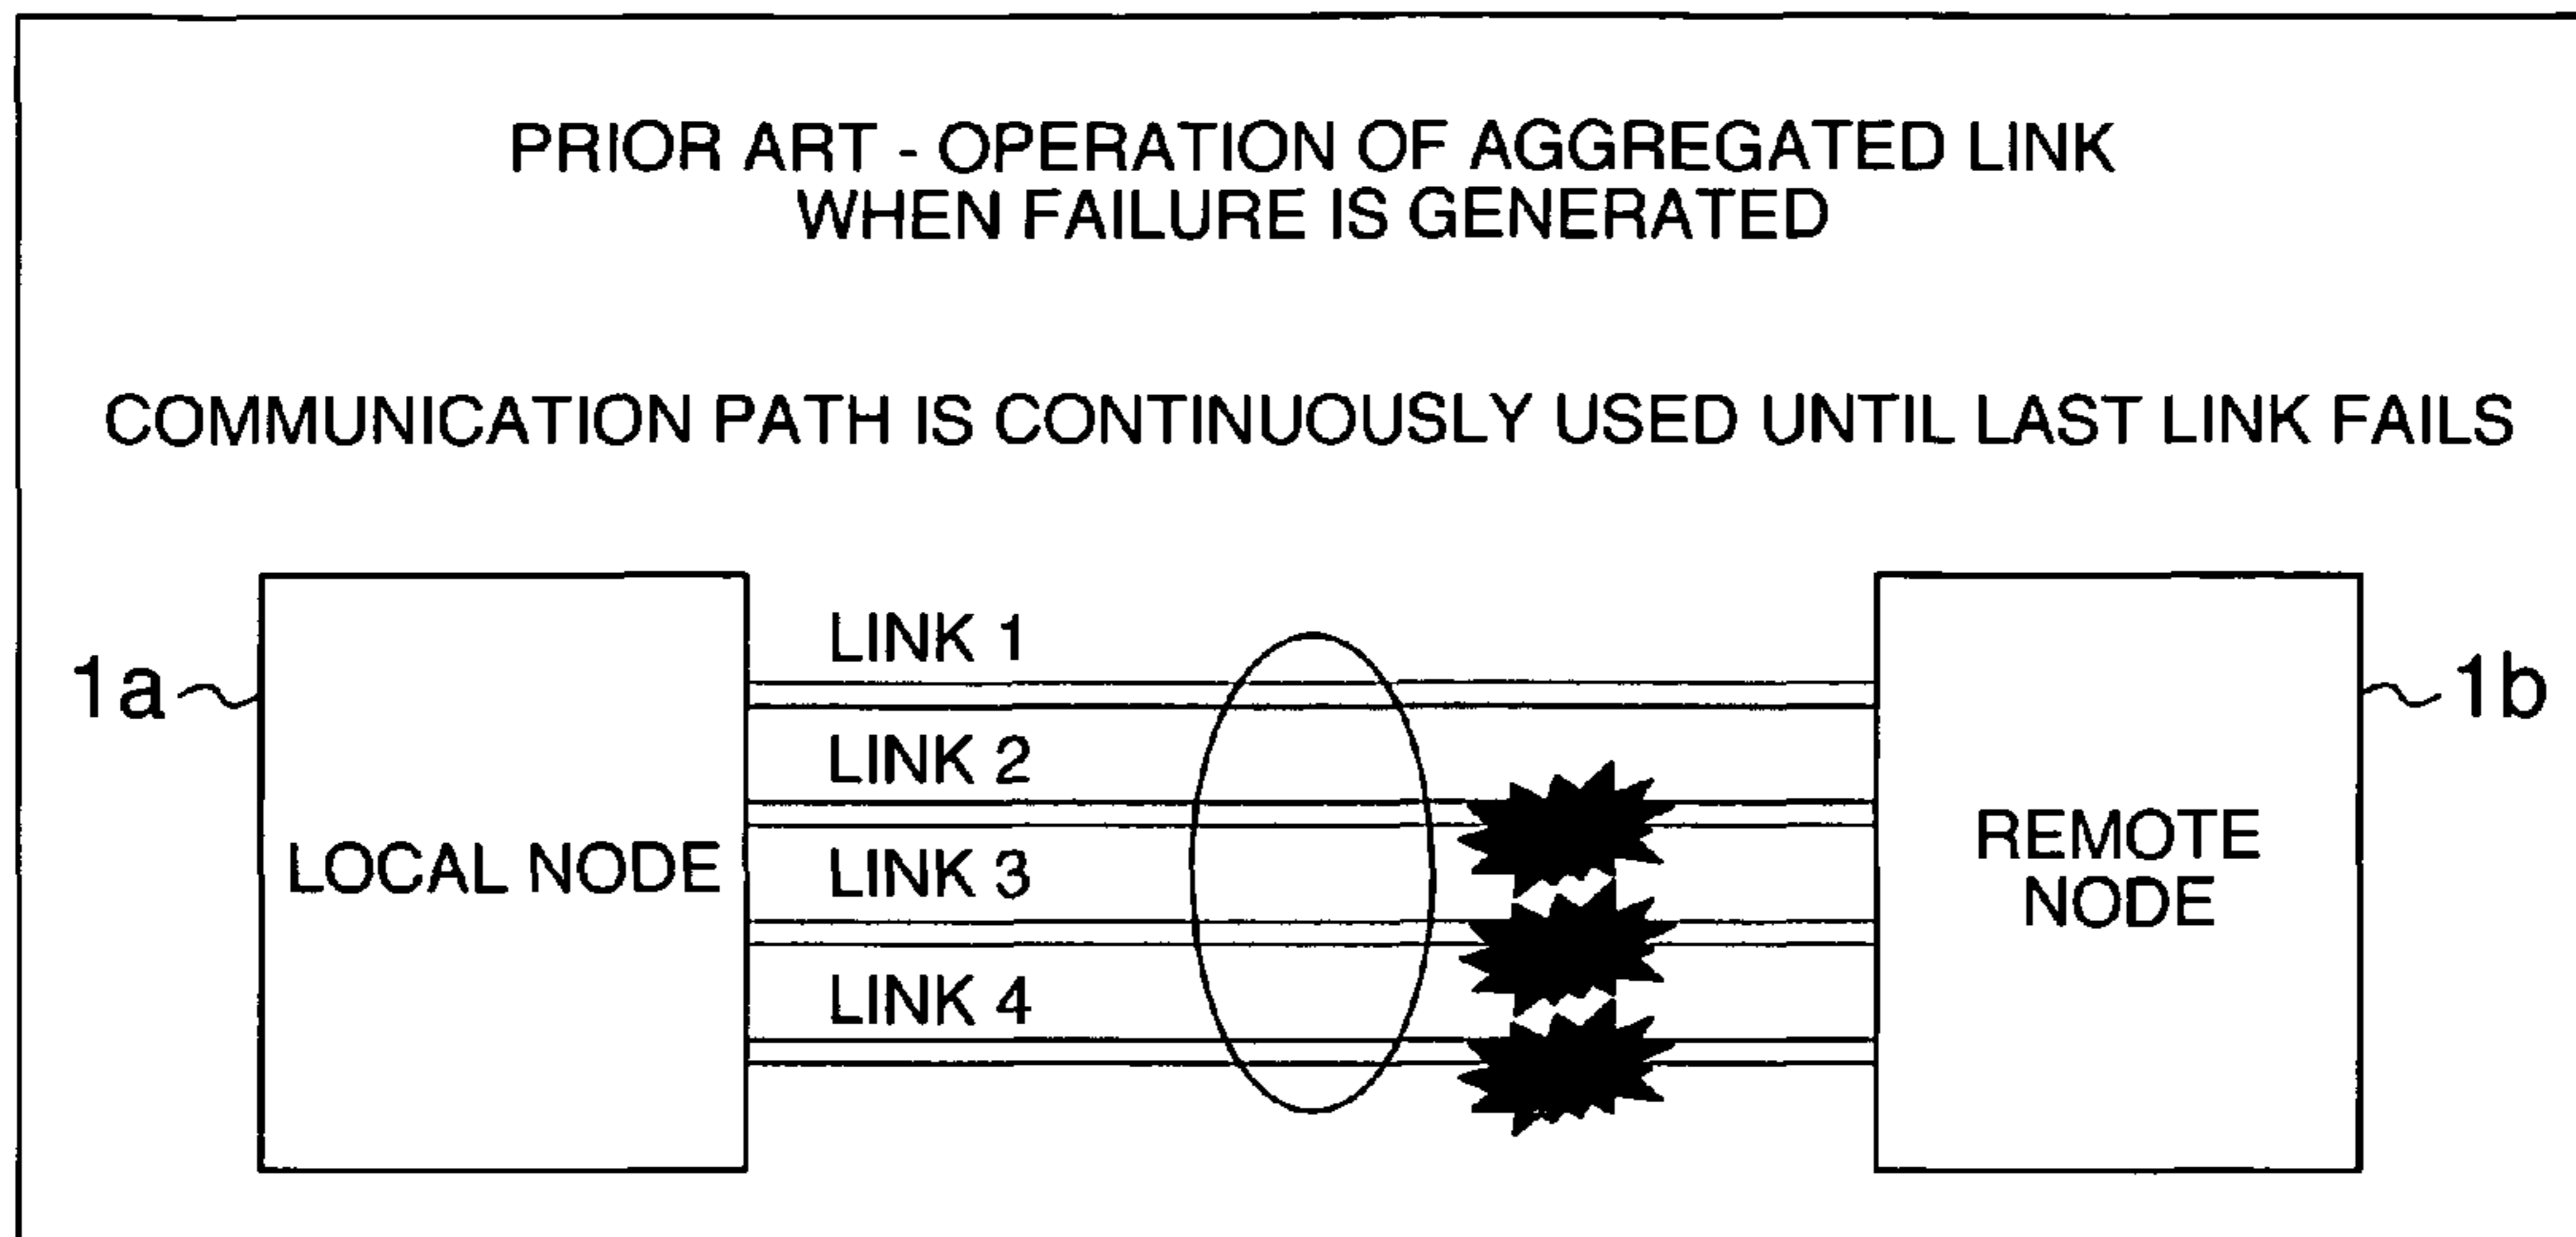 PRIOR ART - OPERATION OF AGGREGATED LINK
WHEN FAILURE IS GENERATED
COMMUNICATION PATH IS CONTINUOUSLY USED UNTIL LAST LINK FAILS
1a
LOCAL NODE
LINK 1
LINK 2
LINK 3
LINK 4
REMOTE
NODE
1b